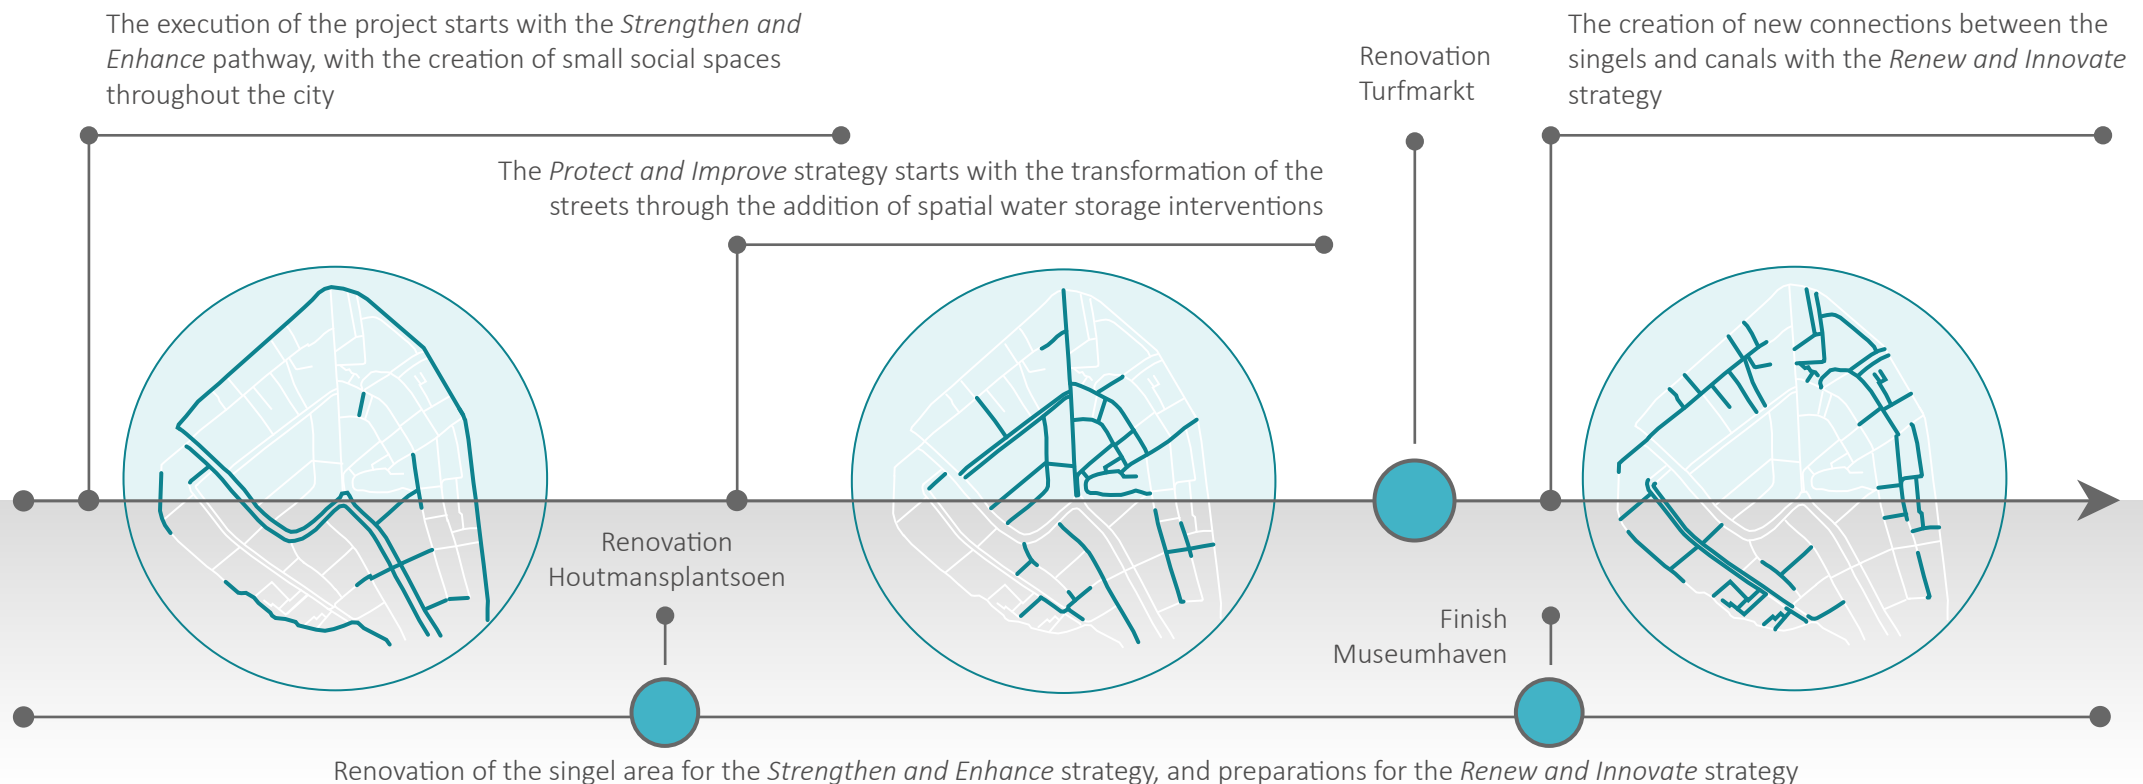 The execution of the project starts with the Strengthen and
Enhance pathway, with the creation of small social spaces
throughout the city
The Protect and Improve strategy starts with the transformation of the
streets through the addition of spatial water storage interventions
Renovation
Turfmarkt
The creation of new connections between the
singels and canals with the Renew and Innovate
strategy
Renovation
Houtmansplantsoen
Finish
Museumhaven
Renovation of the singel area for the Strengthen and Enhance strategy, and preparations for the Renew and Innovate strategy